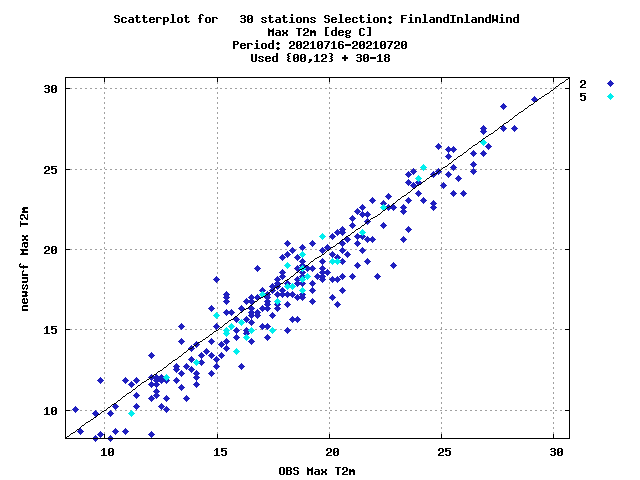 Scatterplot for 30 stations Selection: FinlandInlandWind
Max T2m [deg C]
Period: 20210716-20210720
Used {00,12} + 30-18
2
5
30
25
20
15
10
newsurf Max T2m
10
15
20
25
30
OBS Max T2m